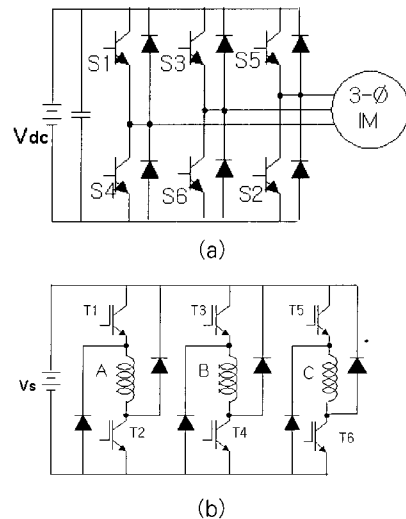 S1 S3 S5
3-Ø
IM
Vdc
S4 S6 S2
(a)
T1 T3 T5
A B C
Vs
T2 T4 T6
(b)